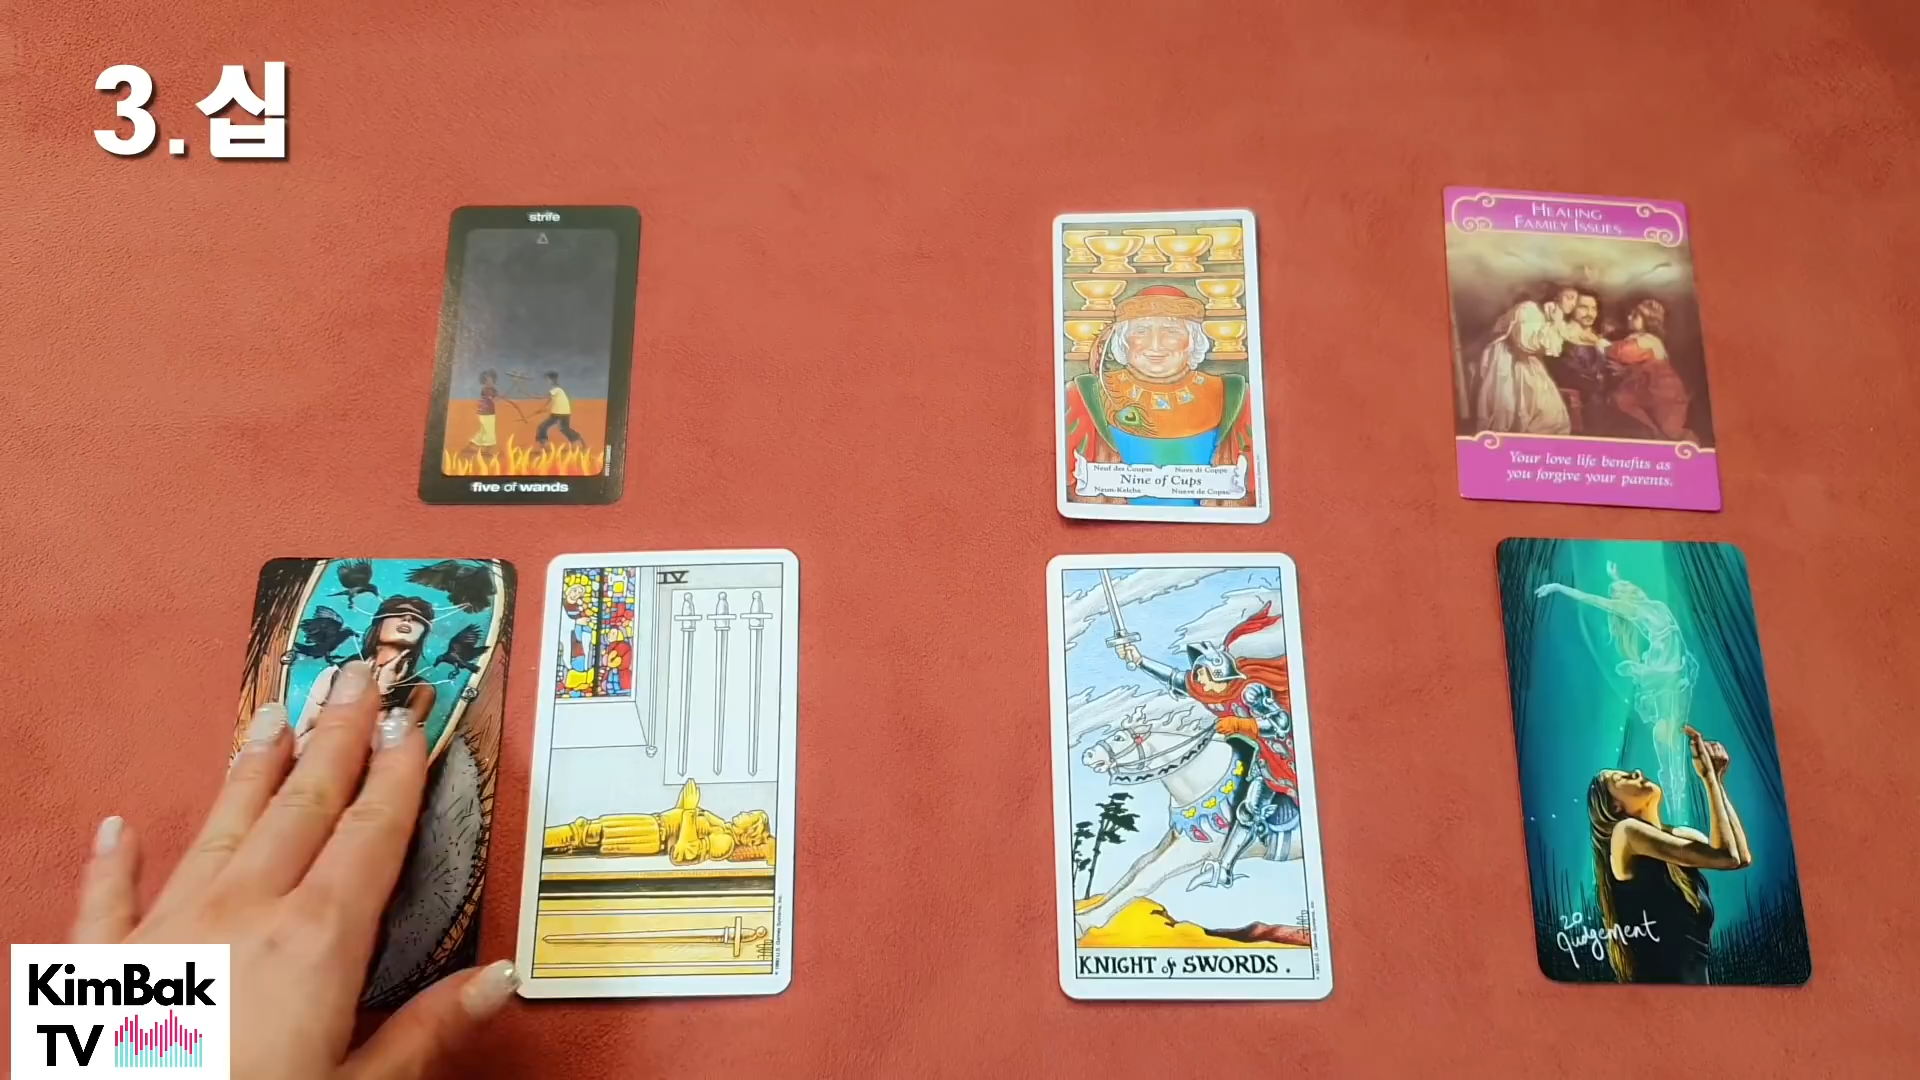 3.십
strife
five of wands
Neuf des Coupes Nove di Coppe
Nine of Cups
Neun-Kelche Nueve de Copas
HEALING
FAMILY ISSUES
Your love life benefits as
you forgive your parents.
IV
KNIGHT of SWORDS.
20
Judgement
KimBak
TV